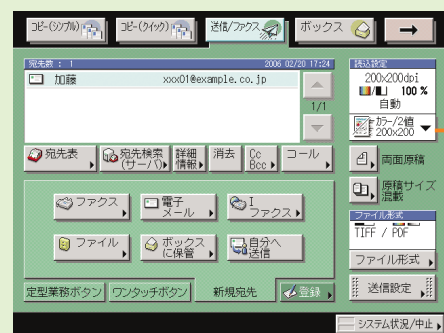 コピー(シンプル)
コピー(クイック)
送信/ファクス
ボックス
宛先数 : 1
2006 02/20 17:24
加藤
xxx01@example.co.jp
1/1
宛先表
宛先検索
(サーバ)
詳細
情報
消去
Cc
Bcc
コール
ファクス
電子
メール
I
ファクス
ファイル
ボックス
に保管
自分へ
送信
定型業務ボタン
ワンタッチボタン
新規宛先
登録
読込設定
200x200dpi
100 %
自動
カラー/2値
200x200
両面原稿
原稿サイズ
混載
ファイル形式
TIFF / PDF
ファイル形式
送信設定
システム状況/中止